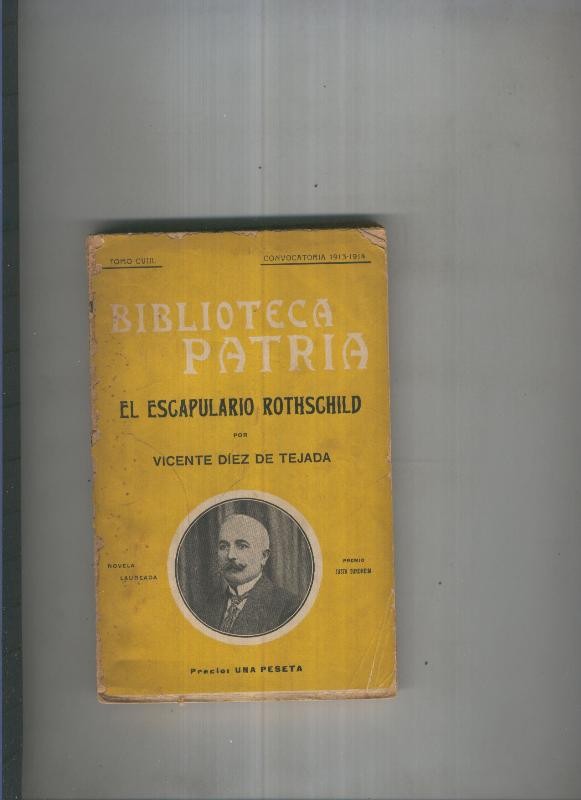 TOMO CVIII.
CONVOCATORIA 1913-1914
BIBLIOTECA
PATRIA
EL ESCAPULARIO ROTHSCHILD
POR
VICENTE DÍEZ DE TEJADA
NOVELA
LAUREADA
PREMIO
Precio: UNA PESETA